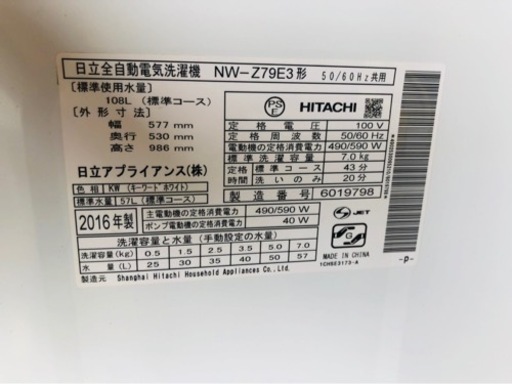 日立全自動電気洗濯機 NW-Z79E3形 50/60Hz共用
[標準使用水量]
108L (標準コース)
[外形寸法]
幅 577 mm
奥行 530 mm
高さ 986 mm
日立アプライアンス(株)
色相 KW (キーワード ホワイト)
標準水量 57L (標準コース)
PS E HITACHI
定格電圧 100 V
定格周波数 50/60 Hz
電動機の定格消費電力 490/590 W
標準洗濯容量 7.0 kg
定格 標準コース 43分
時間 洗いのみ 20分
製造番号 6019798
2016年製
主電動機の定格消費電力 490/590 W
ポンプ電動機の定格消費電力 40 W
洗濯容量と水量 (手動設定の水量)
洗濯容量(kg) 0.5 1.5 2.5 3.5 5.0 7.0
水量(L) 25 30 35 40 50 57
製造元 Shanghai Hitachi Household Appliances Co., Ltd.
S JET
MADE IN CHINA
1CHSE3173-A
-P-